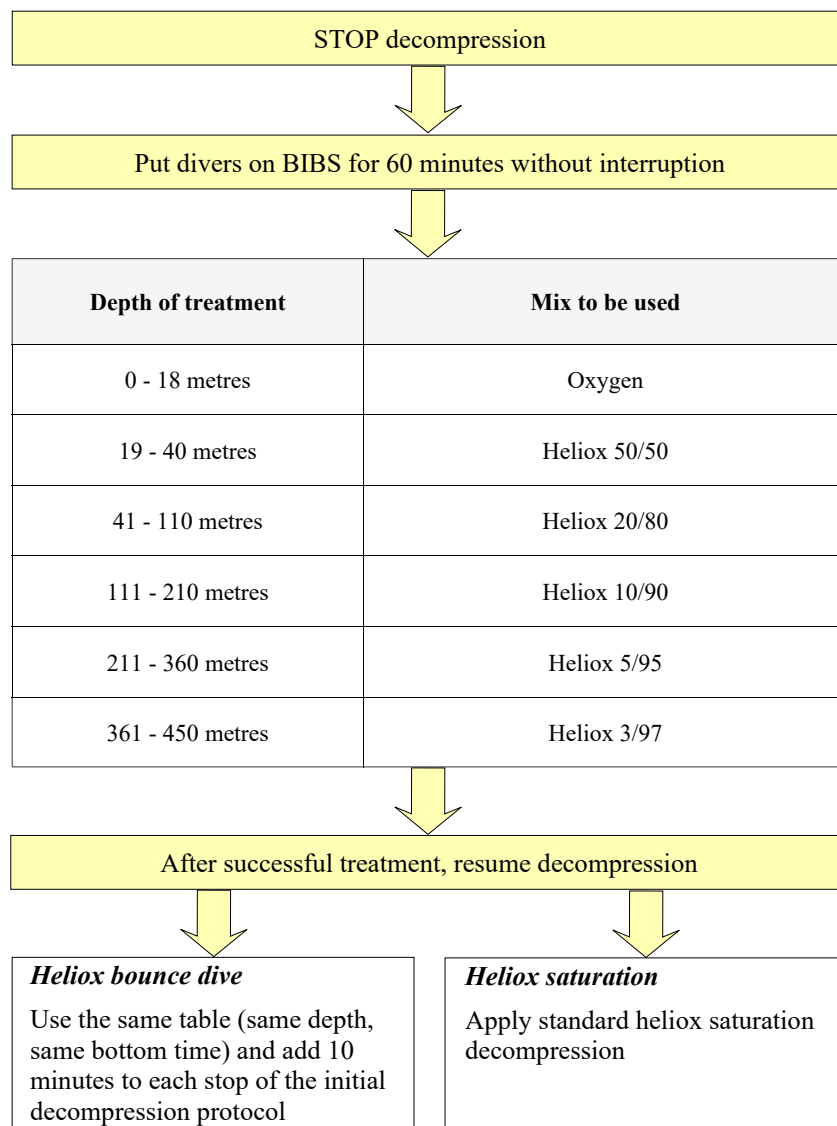 STOP decompression
Put divers on BIBS for 60 minutes without interruption
Depth of treatment
Mix to be used
0 - 18 metres
Oxygen
19 - 40 metres
Heliox 50/50
41 - 110 metres
Heliox 20/80
111 - 210 metres
Heliox 10/90
211 - 360 metres
Heliox 5/95
361 - 450 metres
Heliox 3/97
After successful treatment, resume decompression
Heliox bounce dive
Use the same table (same depth,
same bottom time) and add 10
minutes to each stop of the initial
decompression protocol
Heliox saturation
Apply standard heliox saturation
decompression